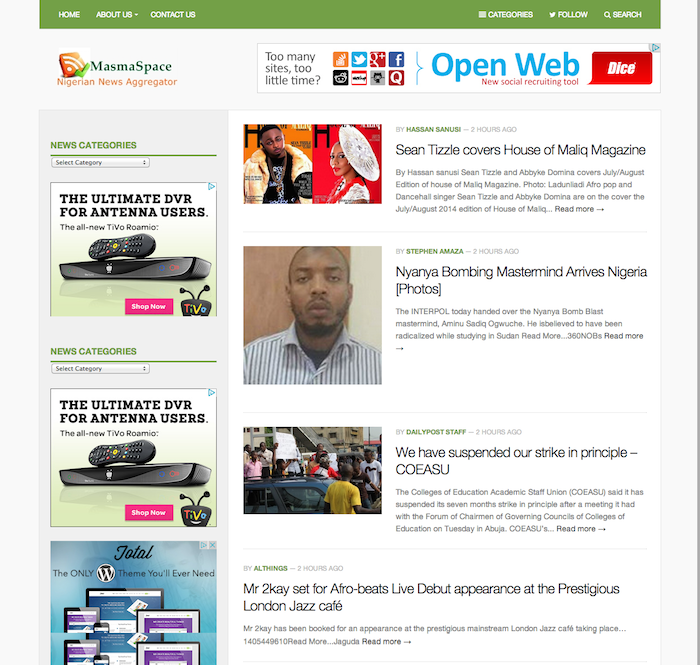 HOME ABOUT US CONTACT US CATEGORIES FOLLOW SEARCH
MasmaSpace
Nigerian News Aggregator
Too many
sites, too
little time?
Open Web
New social recruiting tool
Dice
NEWS CATEGORIES
Select Category
THE ULTIMATE DVR
FOR ANTENNA USERS.
The all-new TiVo Roamio:
Shop Now
TiVo
NEWS CATEGORIES
Select Category
THE ULTIMATE DVR
FOR ANTENNA USERS.
The all-new TiVo Roamio:
Shop Now
TiVo
Total
The ONLY WordPress Theme You'll Ever Need
BY HASSAN SANUSI — 2 HOURS AGO
Sean Tizzle covers House of Maliq Magazine
By Hassan sanusi Sean Tizzle and Abbyke Domina covers July/August
Edition of house of Maliq Magazine. Photo: Ladunliadi Afro pop and
Dancehall singer Sean Tizzle and Abbyke Domina are on the cover the
July/August 2014 edition of House of Maliq... Read more →
BY STEPHEN AMAZA — 2 HOURS AGO
Nyanya Bombing Mastermind Arrives Nigeria
[Photos]
The INTERPOL today handed over the Nyanya Bomb Blast
mastermind, Aminu Sadiq Ogwuche. He isbelieved to have been
radicalized while studying in Sudan Read More...360NOBs Read more
→
BY DAILYPOST STAFF — 2 HOURS AGO
We have suspended our strike in principle –
COEASU
The Colleges of Education Academic Staff Union (COEASU) said it has
suspended its seven months strike in principle after a meeting it had
with the Forum of Chairmen of Governing Councils of Colleges of
Education on Tuesday in Abuja. COEASU's... Read more →
BY ALTHINGS — 2 HOURS AGO
Mr 2kay set for Afro-beats Live Debut appearance at the Prestigious
London Jazz café
Mr 2kay has been booked for an appearance at the prestigious mainstream London Jazz café taking place…
1405449610Read More...Jaguda Read more →